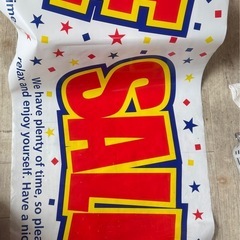 SAL
We have plenty of time, so plea
relax and enjoy yourself. Have a nic